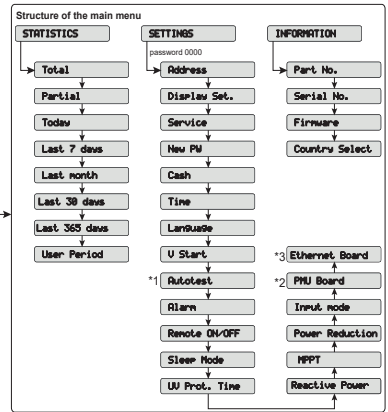 Structure of the main menu
STATISTICS
Total
Partial
Today
Last 7 days
Last month
Last 30 days
Last 365 days
User Period
SETTINGS
password 0000
Address
Display Set.
Service
New PW
Cash
Time
Language
V Start
*1 Autotest
Alarm
Remote ON/OFF
Sleep Mode
UV Prot. Time
Reactive Power
MPPT
Power Reduction
Input mode
*2 PMU Board
*3 Ethernet Board
INFORMATION
Part No.
Serial No.
Firmware
Country Select